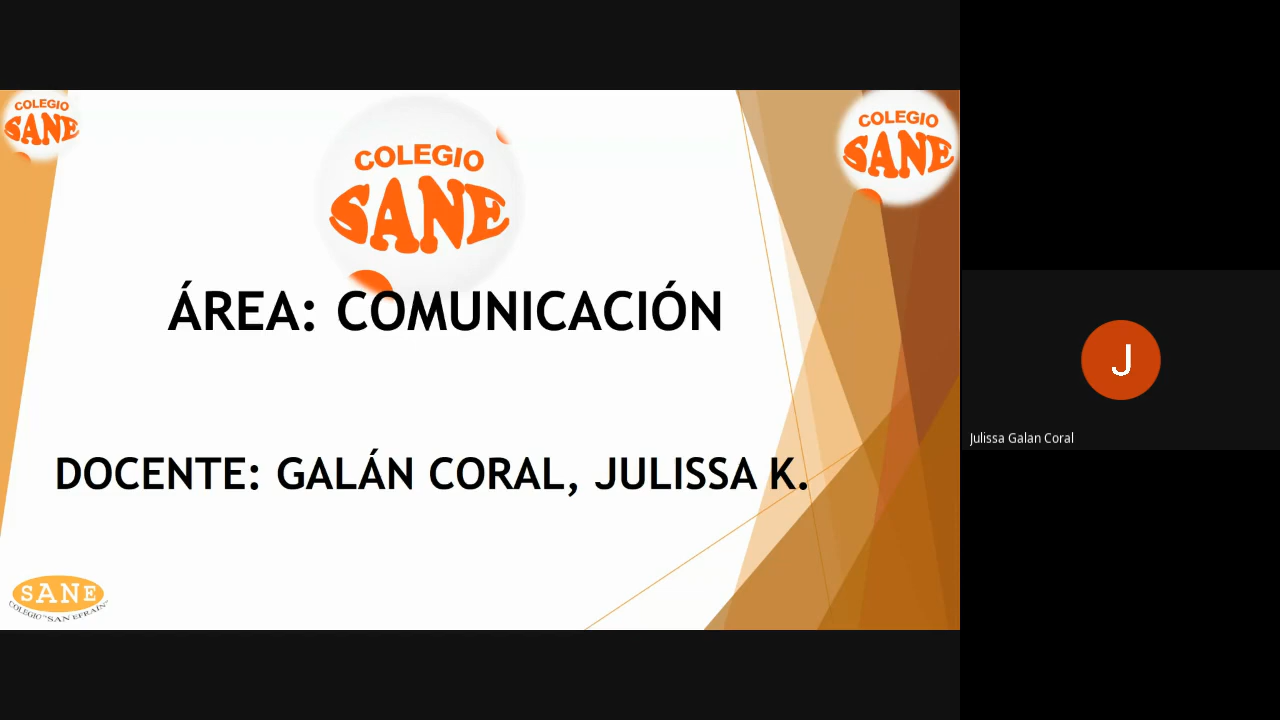 COLEGIO
SANE
COLEGIO
SANE
COLEGIO
SANE
ÁREA: COMUNICACIÓN
DOCENTE: GALÁN CORAL, JULISSA K.
SANE
COLEGIO "SAN EFRAIN"
J
Julissa Galan Coral